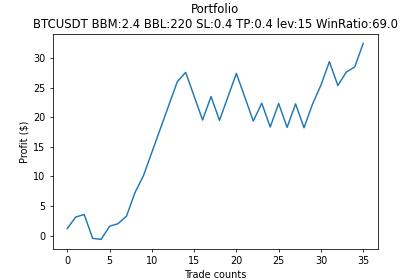 Portfolio
BTCUSDT BBM:2.4 BBL:220 SL:0.4 TP:0.4 lev:15 WinRatio:69.0
Profit ($)
30
25
20
15
10
5
0
0 5 10 15 20 25 30 35
Trade counts